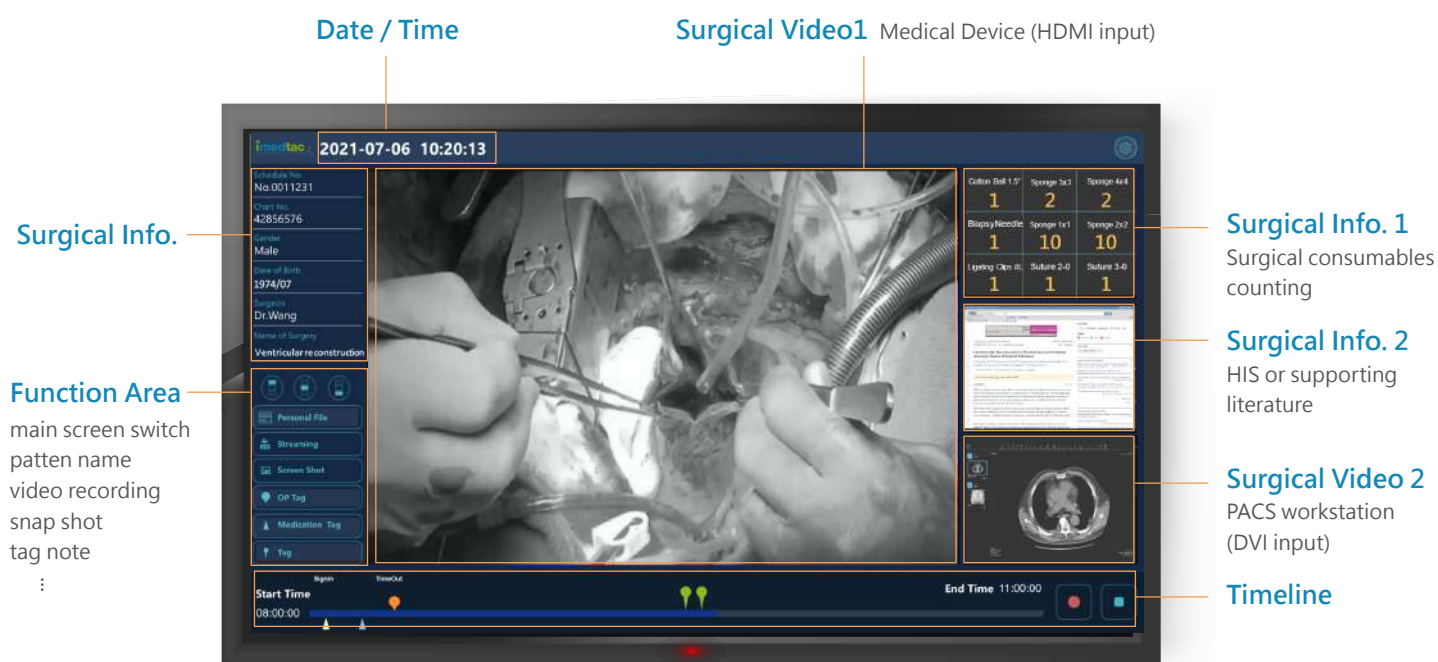 Date / Time
Surgical Video1 Medical Device (HDMI input)
imedtac
2021-07-06 10:20:13
Surgical Info.
Schedule No
No.0011231
Chart No.
42856576
Gender
Male
Date of Birth
1974/07
Surgeon
Dr.Wang
Name of Surgery
Ventricular reconstruction
Cotton Ball 1.5" Sponge 3x3 Sponge 4x4
1 2 2
Biopsy Needle Sponge 1x1 Sponge 2x2
1 10 10
Ligating Clips Suture 2-0 Suture 3-0
1 1 1
Surgical Info. 1
Surgical consumables
counting
Surgical Info. 2
HIS or supporting
literature
Surgical Video 2
PACS workstation
(DVI input)
Function Area
main screen switch
patten name
video recording
snap shot
tag note
⋮
Personal File
Streaming
Screen Shot
OP Tag
Medication Tag
Tag
Signin TimeOut
Start Time
08:00:00
End Time 11:00:00
Timeline